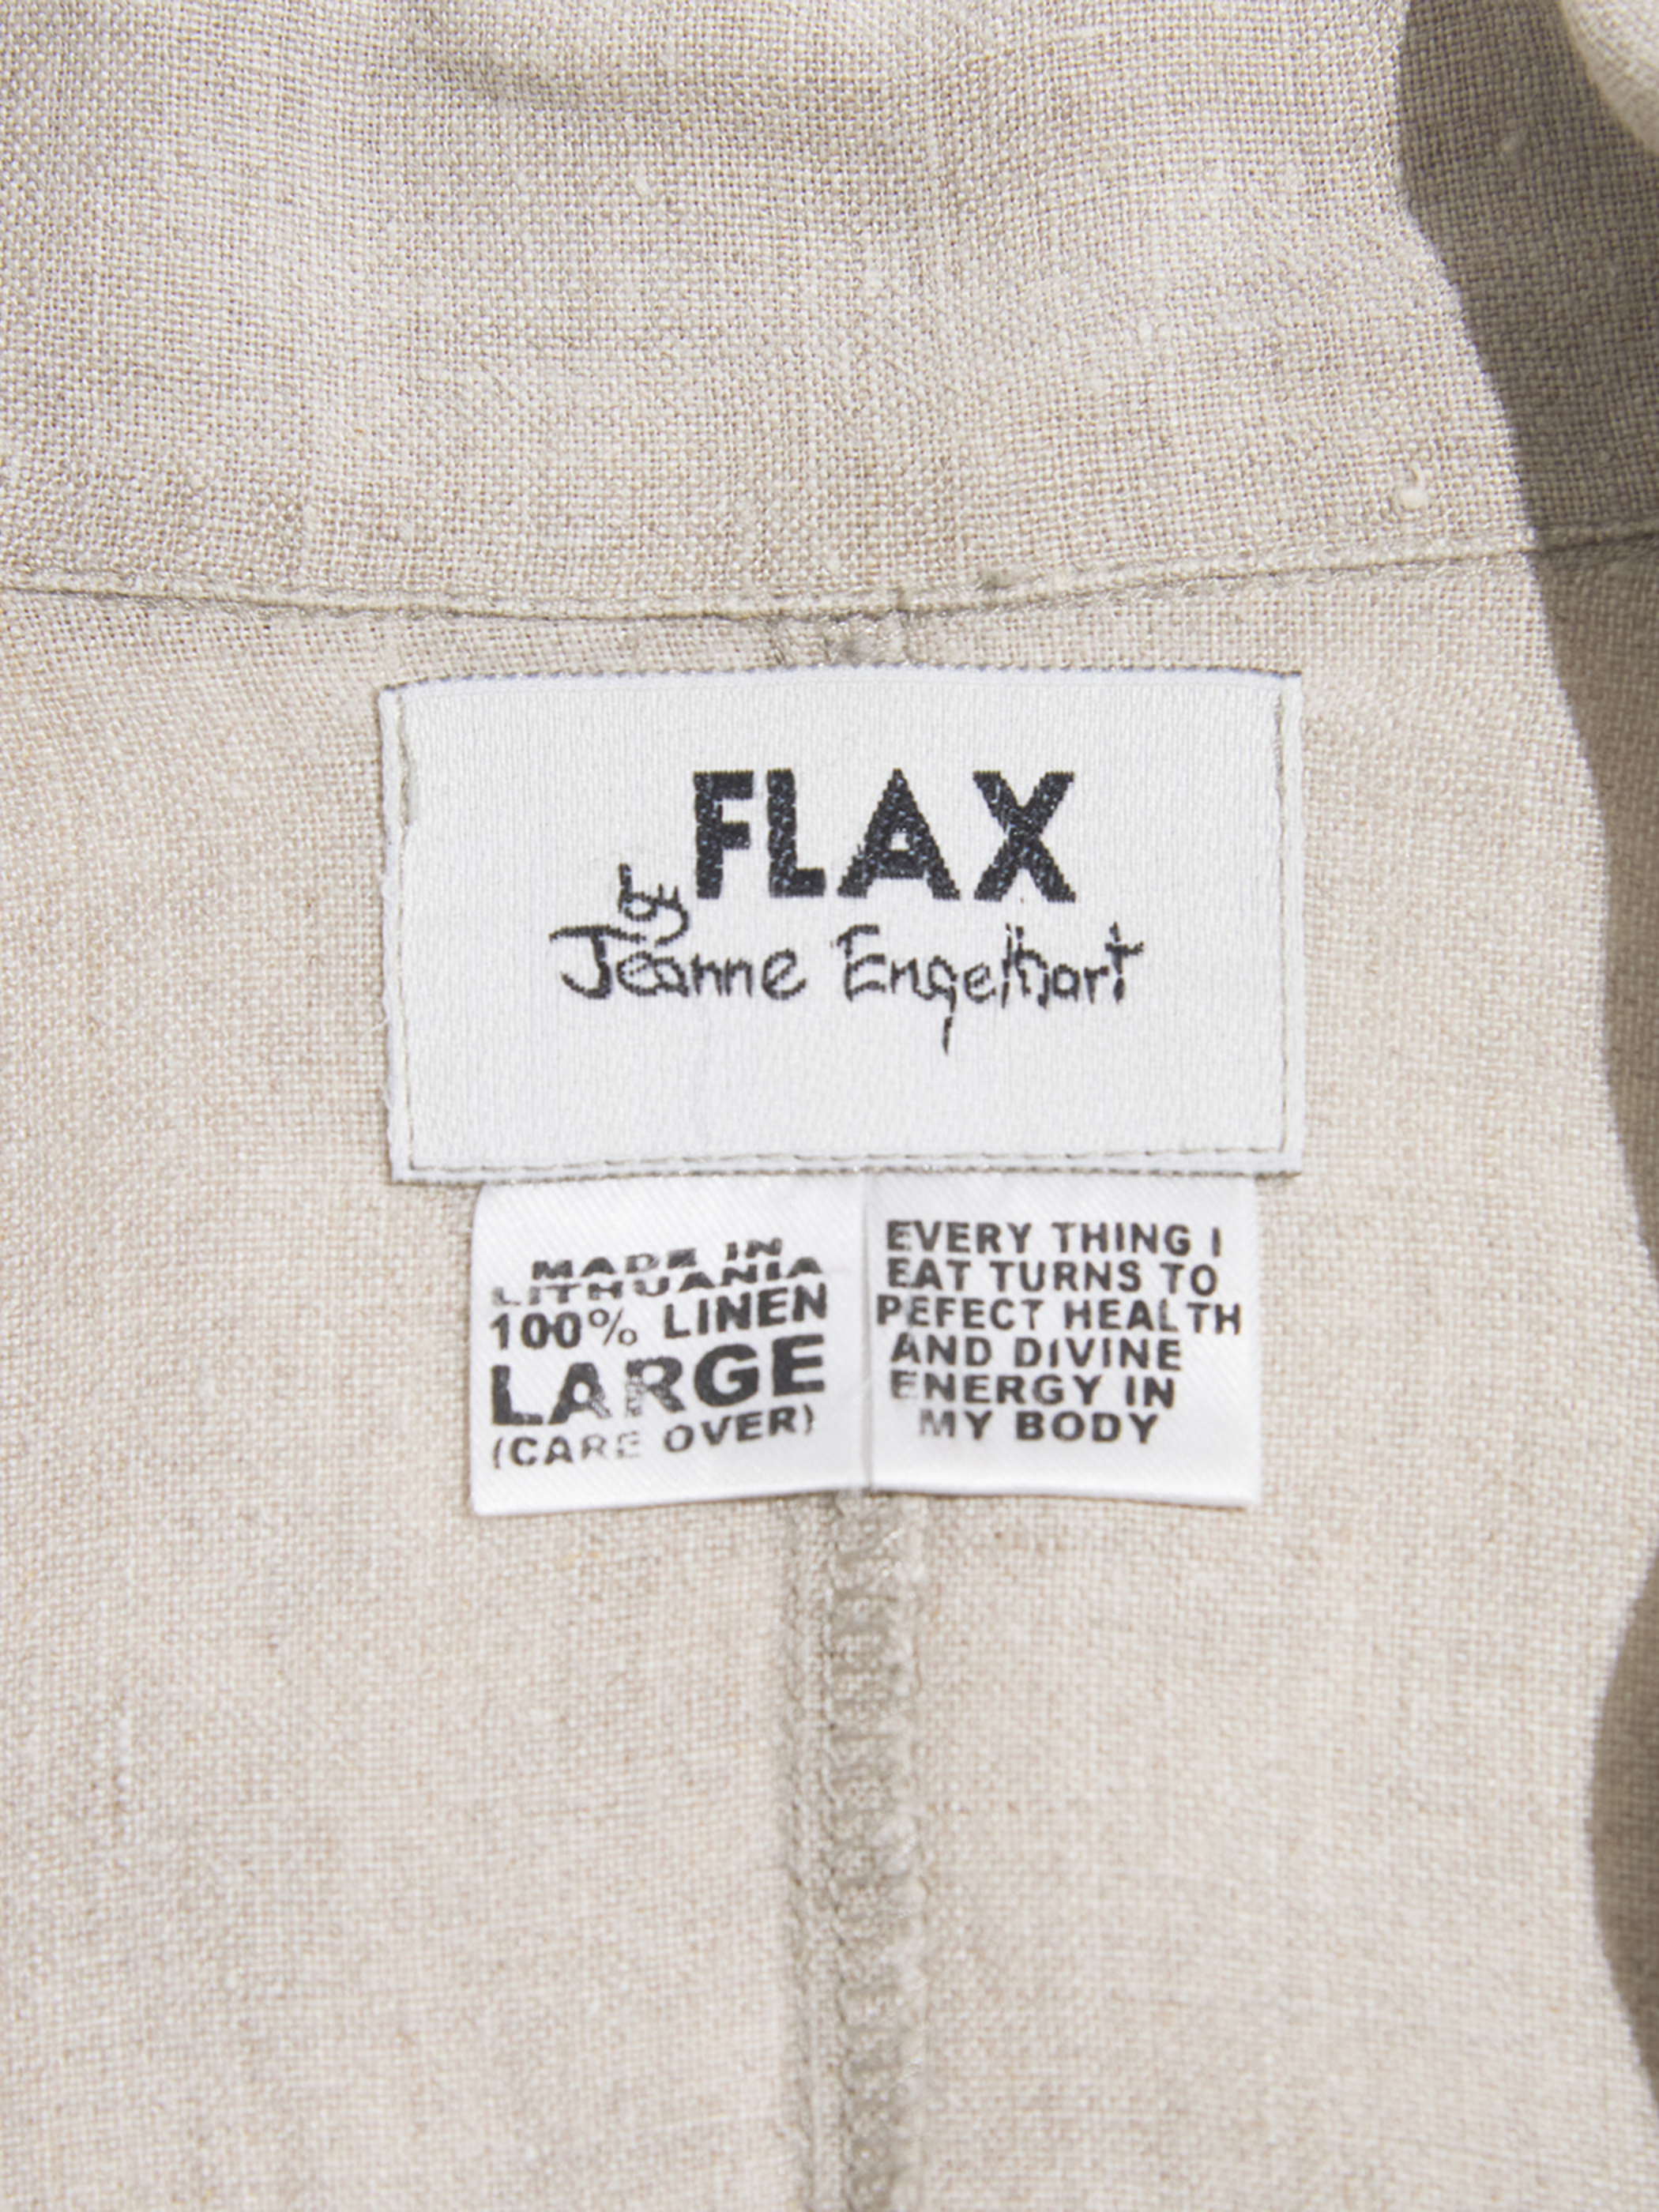 FLAX
by
Jeanne Engelhart
MADE IN
LITHUANIA
100% LINEN
LARGE
(CARE OVER)
EVERY THING I
EAT TURNS TO
PEFECT HEALTH
AND DIVINE
ENERGY IN
MY BODY